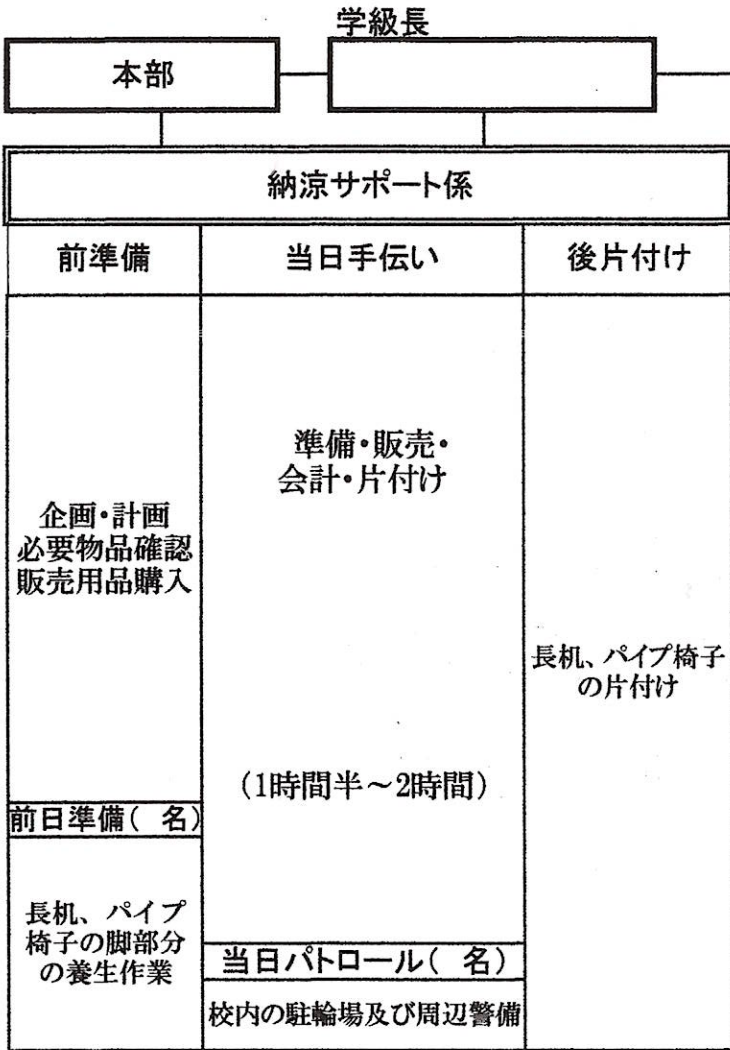 学級長
本部
納涼サポート係
前準備
当日手伝い
後片付け
企画・計画
必要物品確認
販売用品購入
準備・販売・
会計・片付け
(1時間半～2時間)
長机、パイプ椅子
の片付け
前日準備( 名)
長机、パイプ
椅子の脚部分
の養生作業
当日パトロール( 名)
校内の駐輪場及び周辺警備